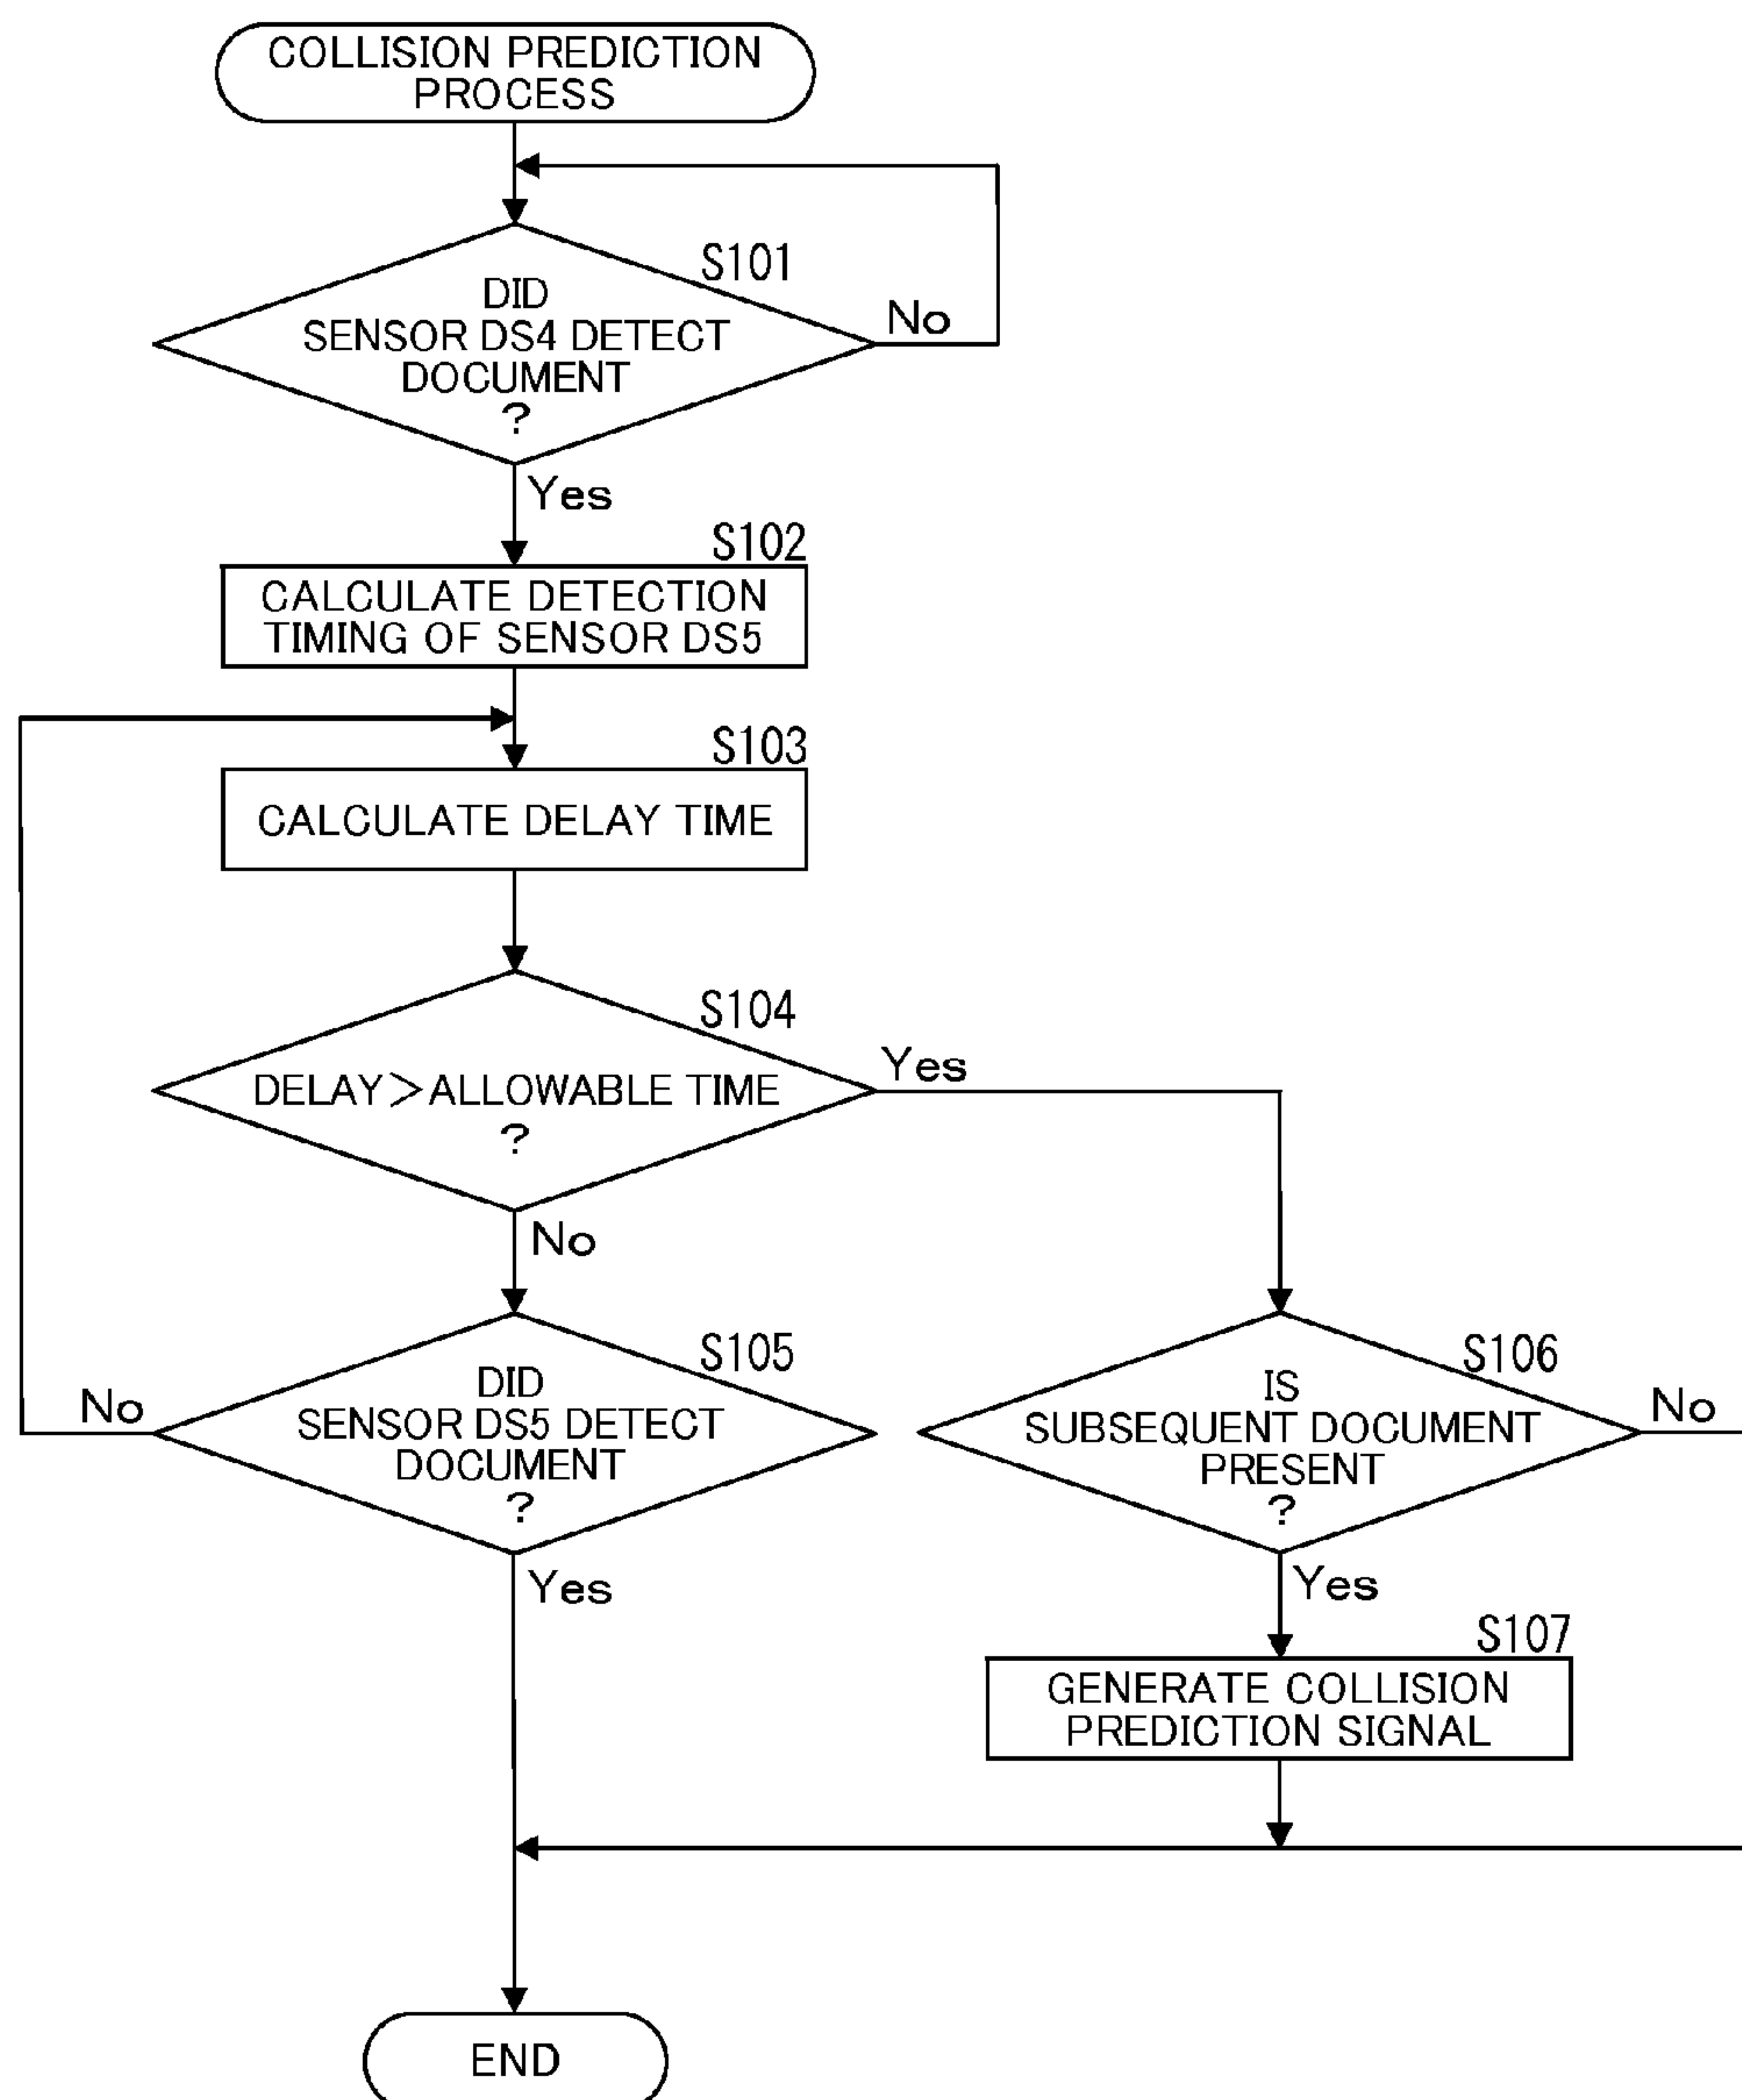 COLLISION PREDICTION
PROCESS
S101
DID
SENSOR DS4 DETECT
DOCUMENT
?
No
Yes
S102
CALCULATE DETECTION
TIMING OF SENSOR DS5
S103
CALCULATE DELAY TIME
S104
DELAY>ALLOWABLE TIME
?
Yes
No
S105
DID
SENSOR DS5 DETECT
DOCUMENT
?
No
Yes
S106
IS
SUBSEQUENT DOCUMENT
PRESENT
?
No
Yes
S107
GENERATE COLLISION
PREDICTION SIGNAL
END